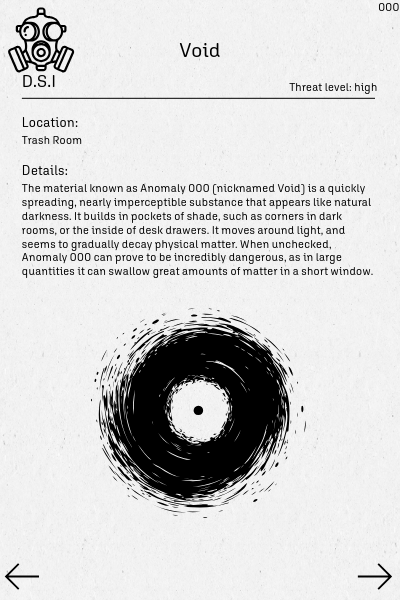 000
Void
D.S.I
Threat level: high
Location:
Trash Room
Details:
The material known as Anomaly 000 (nicknamed Void) is a quickly
spreading, nearly imperceptible substance that appears like natural
darkness. It builds in pockets of shade, such as corners in dark
rooms, or the inside of desk drawers. It moves around light, and
seems to gradually decay physical matter. When unchecked,
Anomaly 000 can prove to be incredibly dangerous, as in large
quantities it can swallow great amounts of matter in a short window.